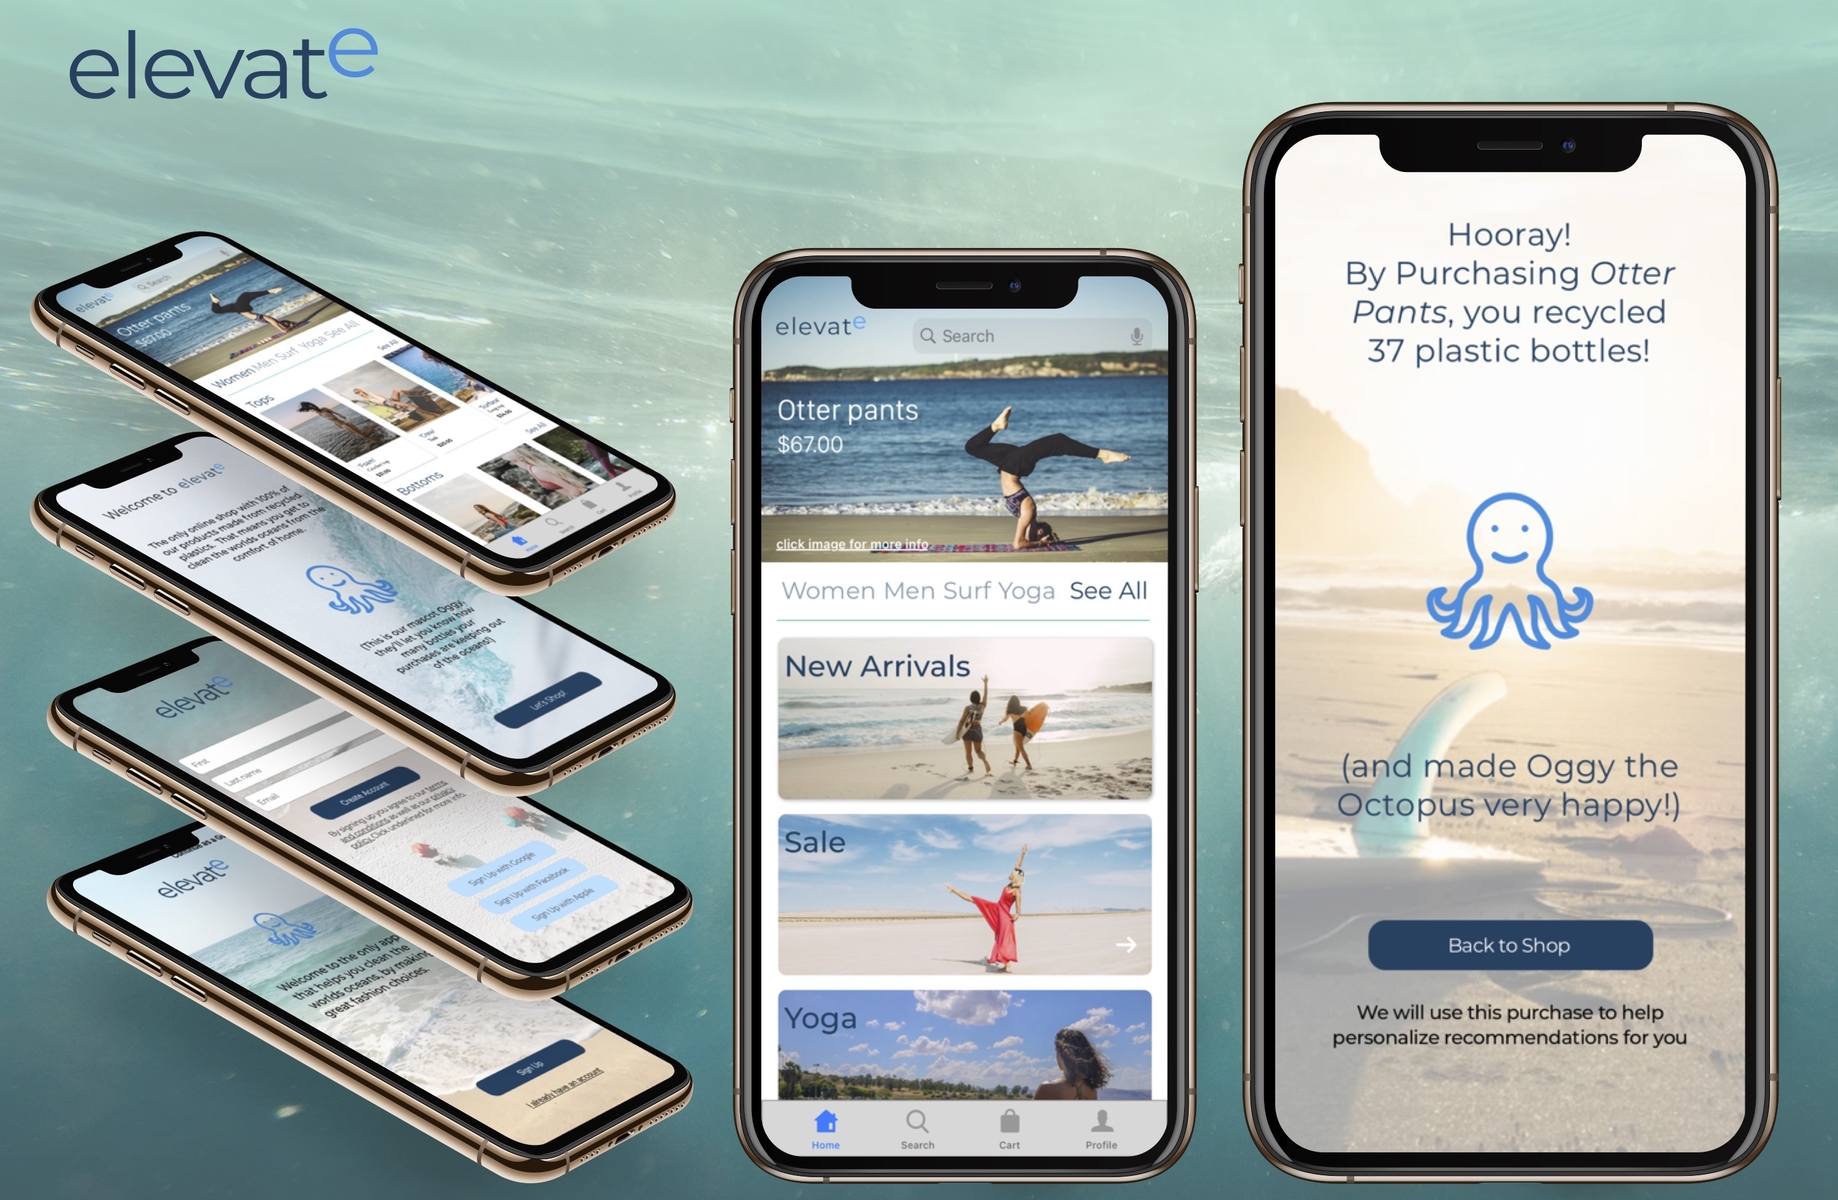 elevate
elevate
Search
Otter pants
$67.00
Women Men Surf Yoga See All
Tops
See All
Bottoms
See All
Home
Search
Cart
Profile
Welcome to elevate
The only online shop with 100% of
our products made from recycled
plastics. That means you get to
clean the worlds oceans from the
comfort of home.
(This is our mascot Oggy,
they'll let you know how
many bottles your
purchases are keeping out
of the oceans!)
Let's Shop!
elevate
First
Last name
Email
Create Account
By signing up you agree to our terms
and conditions as well as our privacy
policy. Click underlined for more info.
Sign Up with Google
Sign Up with Facebook
Sign Up with Apple
elevate
Welcome to the only app
that helps you clean the
worlds oceans, by making
great fashion choices.
Sign Up
I already have an account
elevate
Search
Otter pants
$67.00
click image for more info
Women Men Surf Yoga See All
New Arrivals
Sale
Yoga
Home
Search
Cart
Profile
Hooray!
By Purchasing Otter
Pants, you recycled
37 plastic bottles!
(and made Oggy the
Octopus very happy!)
Back to Shop
We will use this purchase to help
personalize recommendations for you